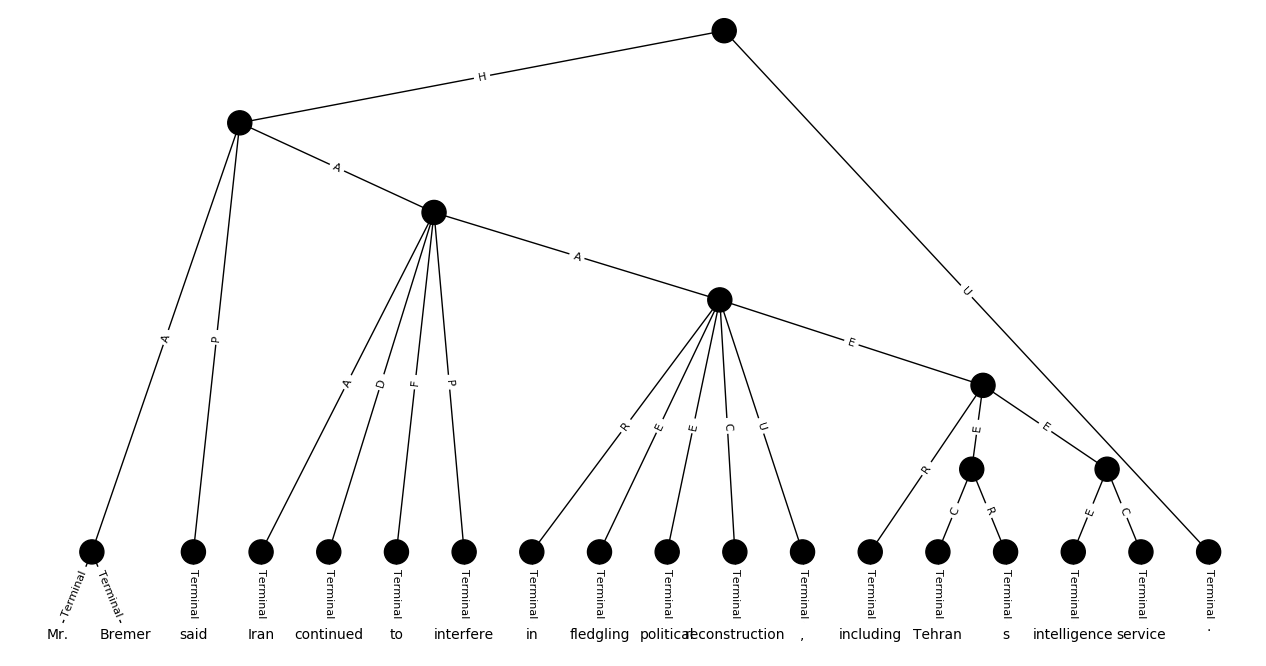 H
A
A
U
A P
A D F P
E
R E E C U
E E
R
C R E C
Terminal Terminal Terminal Terminal Terminal Terminal Terminal Terminal Terminal Terminal Terminal Terminal Terminal Terminal Terminal Terminal Terminal Terminal
Mr. Bremer said Iran continued to interfere in fledgling political reconstruction , including Tehran s intelligence service .